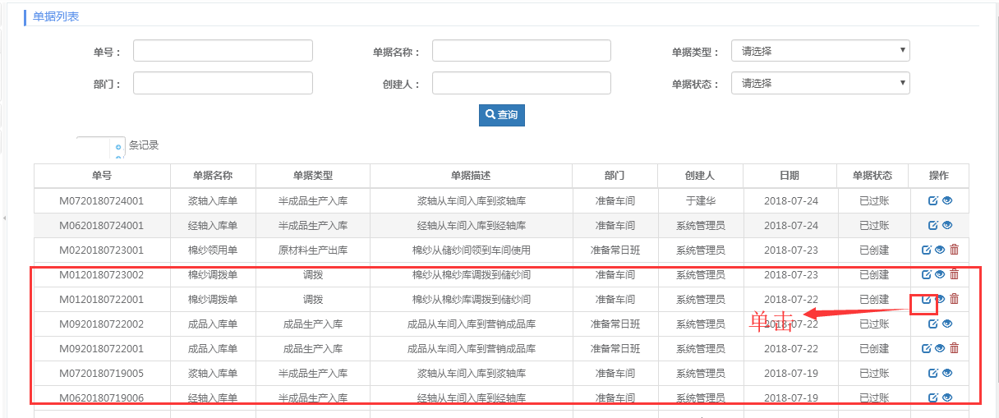 单据列表
单号： 单据名称： 单据类型： 请选择
部门： 创建人： 单据状态： 请选择
查询
条记录
单号 单据名称 单据类型 单据描述 部门 创建人 日期 单据状态 操作
M0720180724001 浆轴入库单 半成品生产入库 浆轴从车间入库到浆轴库 准备车间 于建华 2018-07-24 已过账
M0620180724001 经轴入库单 半成品生产入库 经轴从车间入库到经轴库 准备车间 系统管理员 2018-07-24 已过账
M0220180723001 棉纱领用单 原材料生产出库 棉纱从储纱间领到车间使用 准备常日班 系统管理员 2018-07-23 已创建
M0120180723002 棉纱调拨单 调拨 棉纱从棉纱库调拨到储纱间 准备车间 系统管理员 2018-07-23 已创建
M0120180722001 棉纱调拨单 调拨 棉纱从棉纱库调拨到储纱间 准备车间 系统管理员 2018-07-22 已创建
单击
M0920180722002 成品入库单 成品生产入库 成品从车间入库到营销成品库 准备常日班 系统管理员 2018-07-22 已过账
M0920180722001 成品入库单 成品生产入库 成品从车间入库到营销成品库 准备常日班 系统管理员 2018-07-22 已创建
M0720180719005 浆轴入库单 半成品生产入库 浆轴从车间入库到浆轴库 准备车间 系统管理员 2018-07-19 已过账
M0620180719006 经轴入库单 半成品生产入库 经轴从车间入库到经轴库 准备车间 系统管理员 2018-07-19 已过账